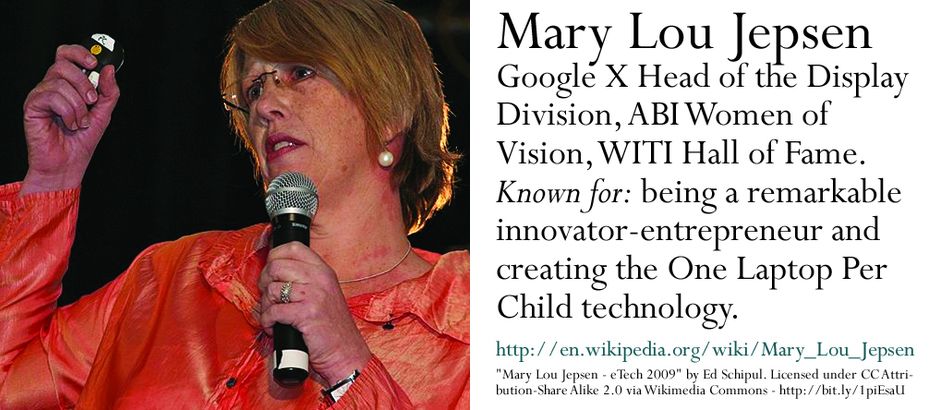 Mary Lou Jepsen
Google X Head of the Display
Division, ABI Women of
Vision, WITI Hall of Fame.
Known for: being a remarkable
innovator-entrepreneur and
creating the One Laptop Per
Child technology.
http://en.wikipedia.org/wiki/Mary_Lou_Jepsen
"Mary Lou Jepsen - eTech 2009" by Ed Schipul. Licensed under CC Attri-
bution-Share Alike 2.0 via Wikimedia Commons - http://bit.ly/1piEsaU